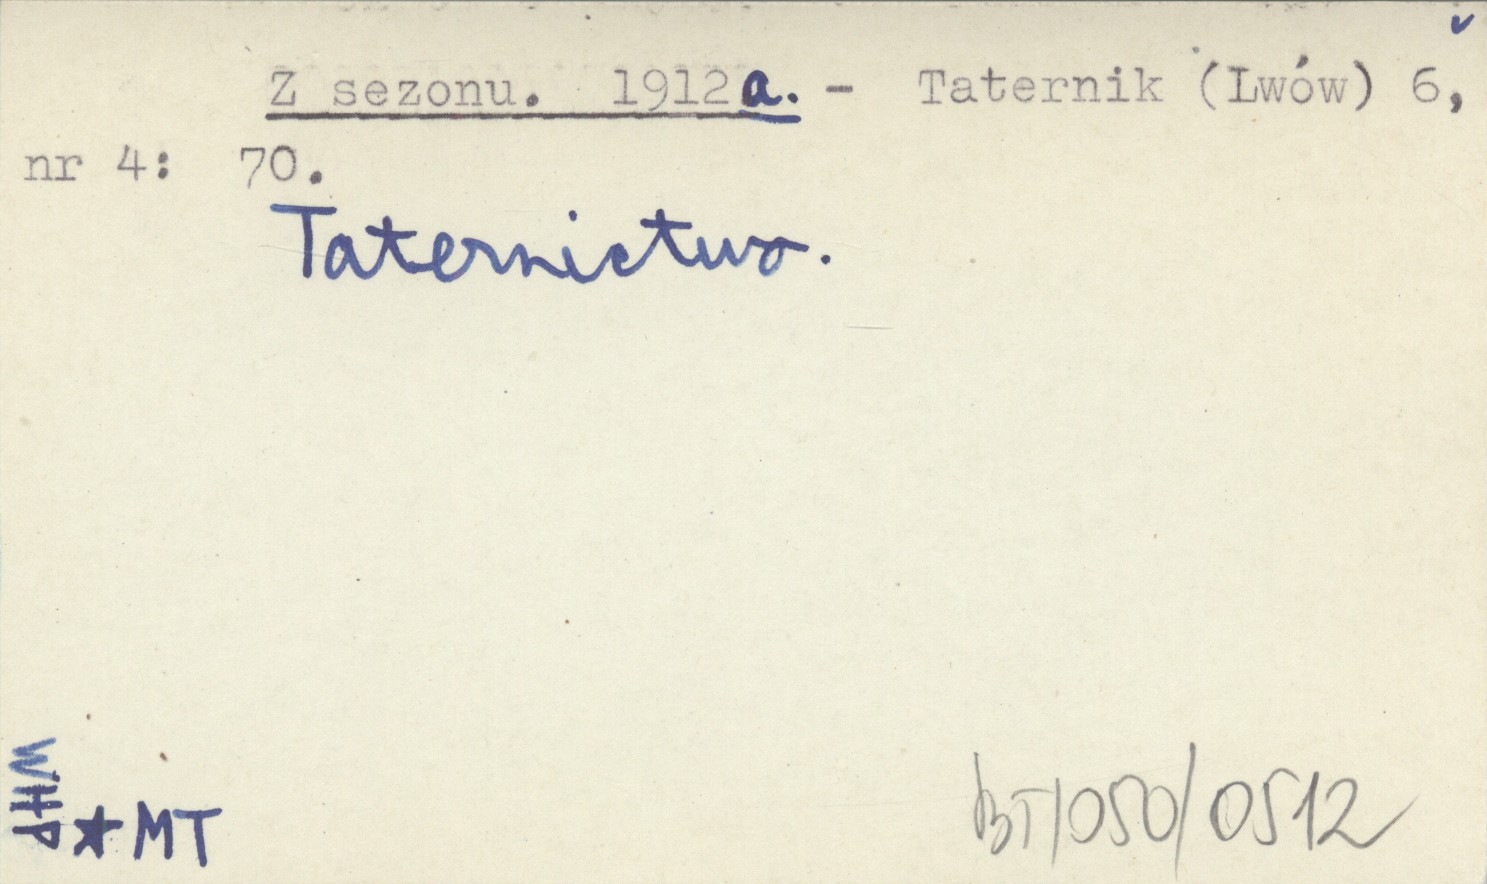 Z sezonu. 1912a. - Taternik (Lwów) 6,
nr 4: 70.
Taternictwo.
WHP
★ MT
BT/050/0512